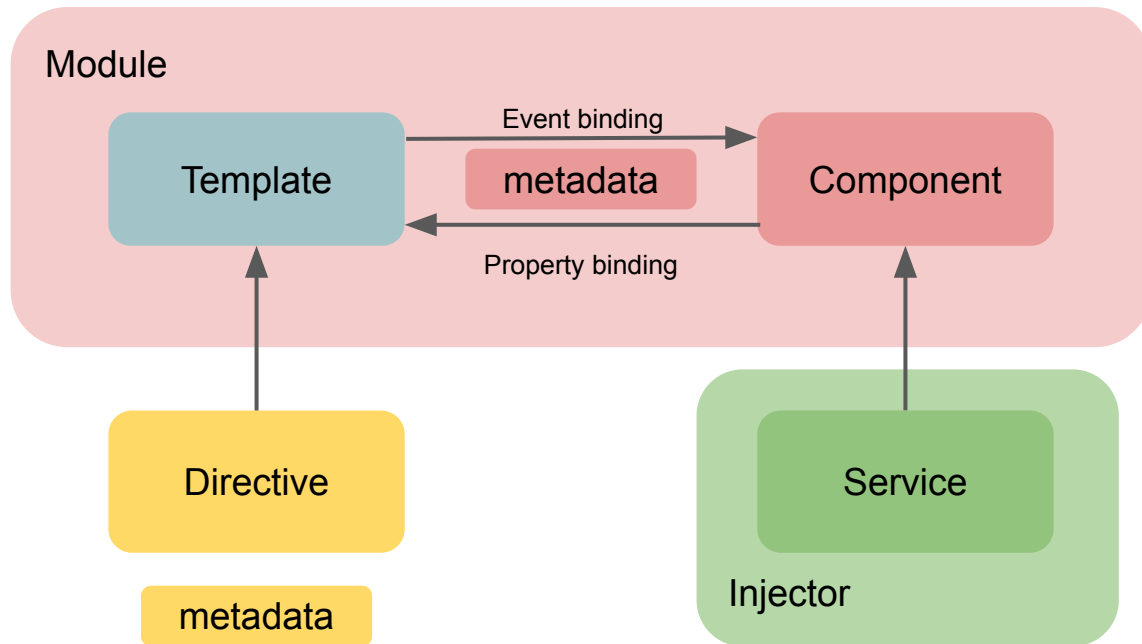 Module
Event binding
Template
metadata
Component
Property binding
Directive
Service
metadata
Injector